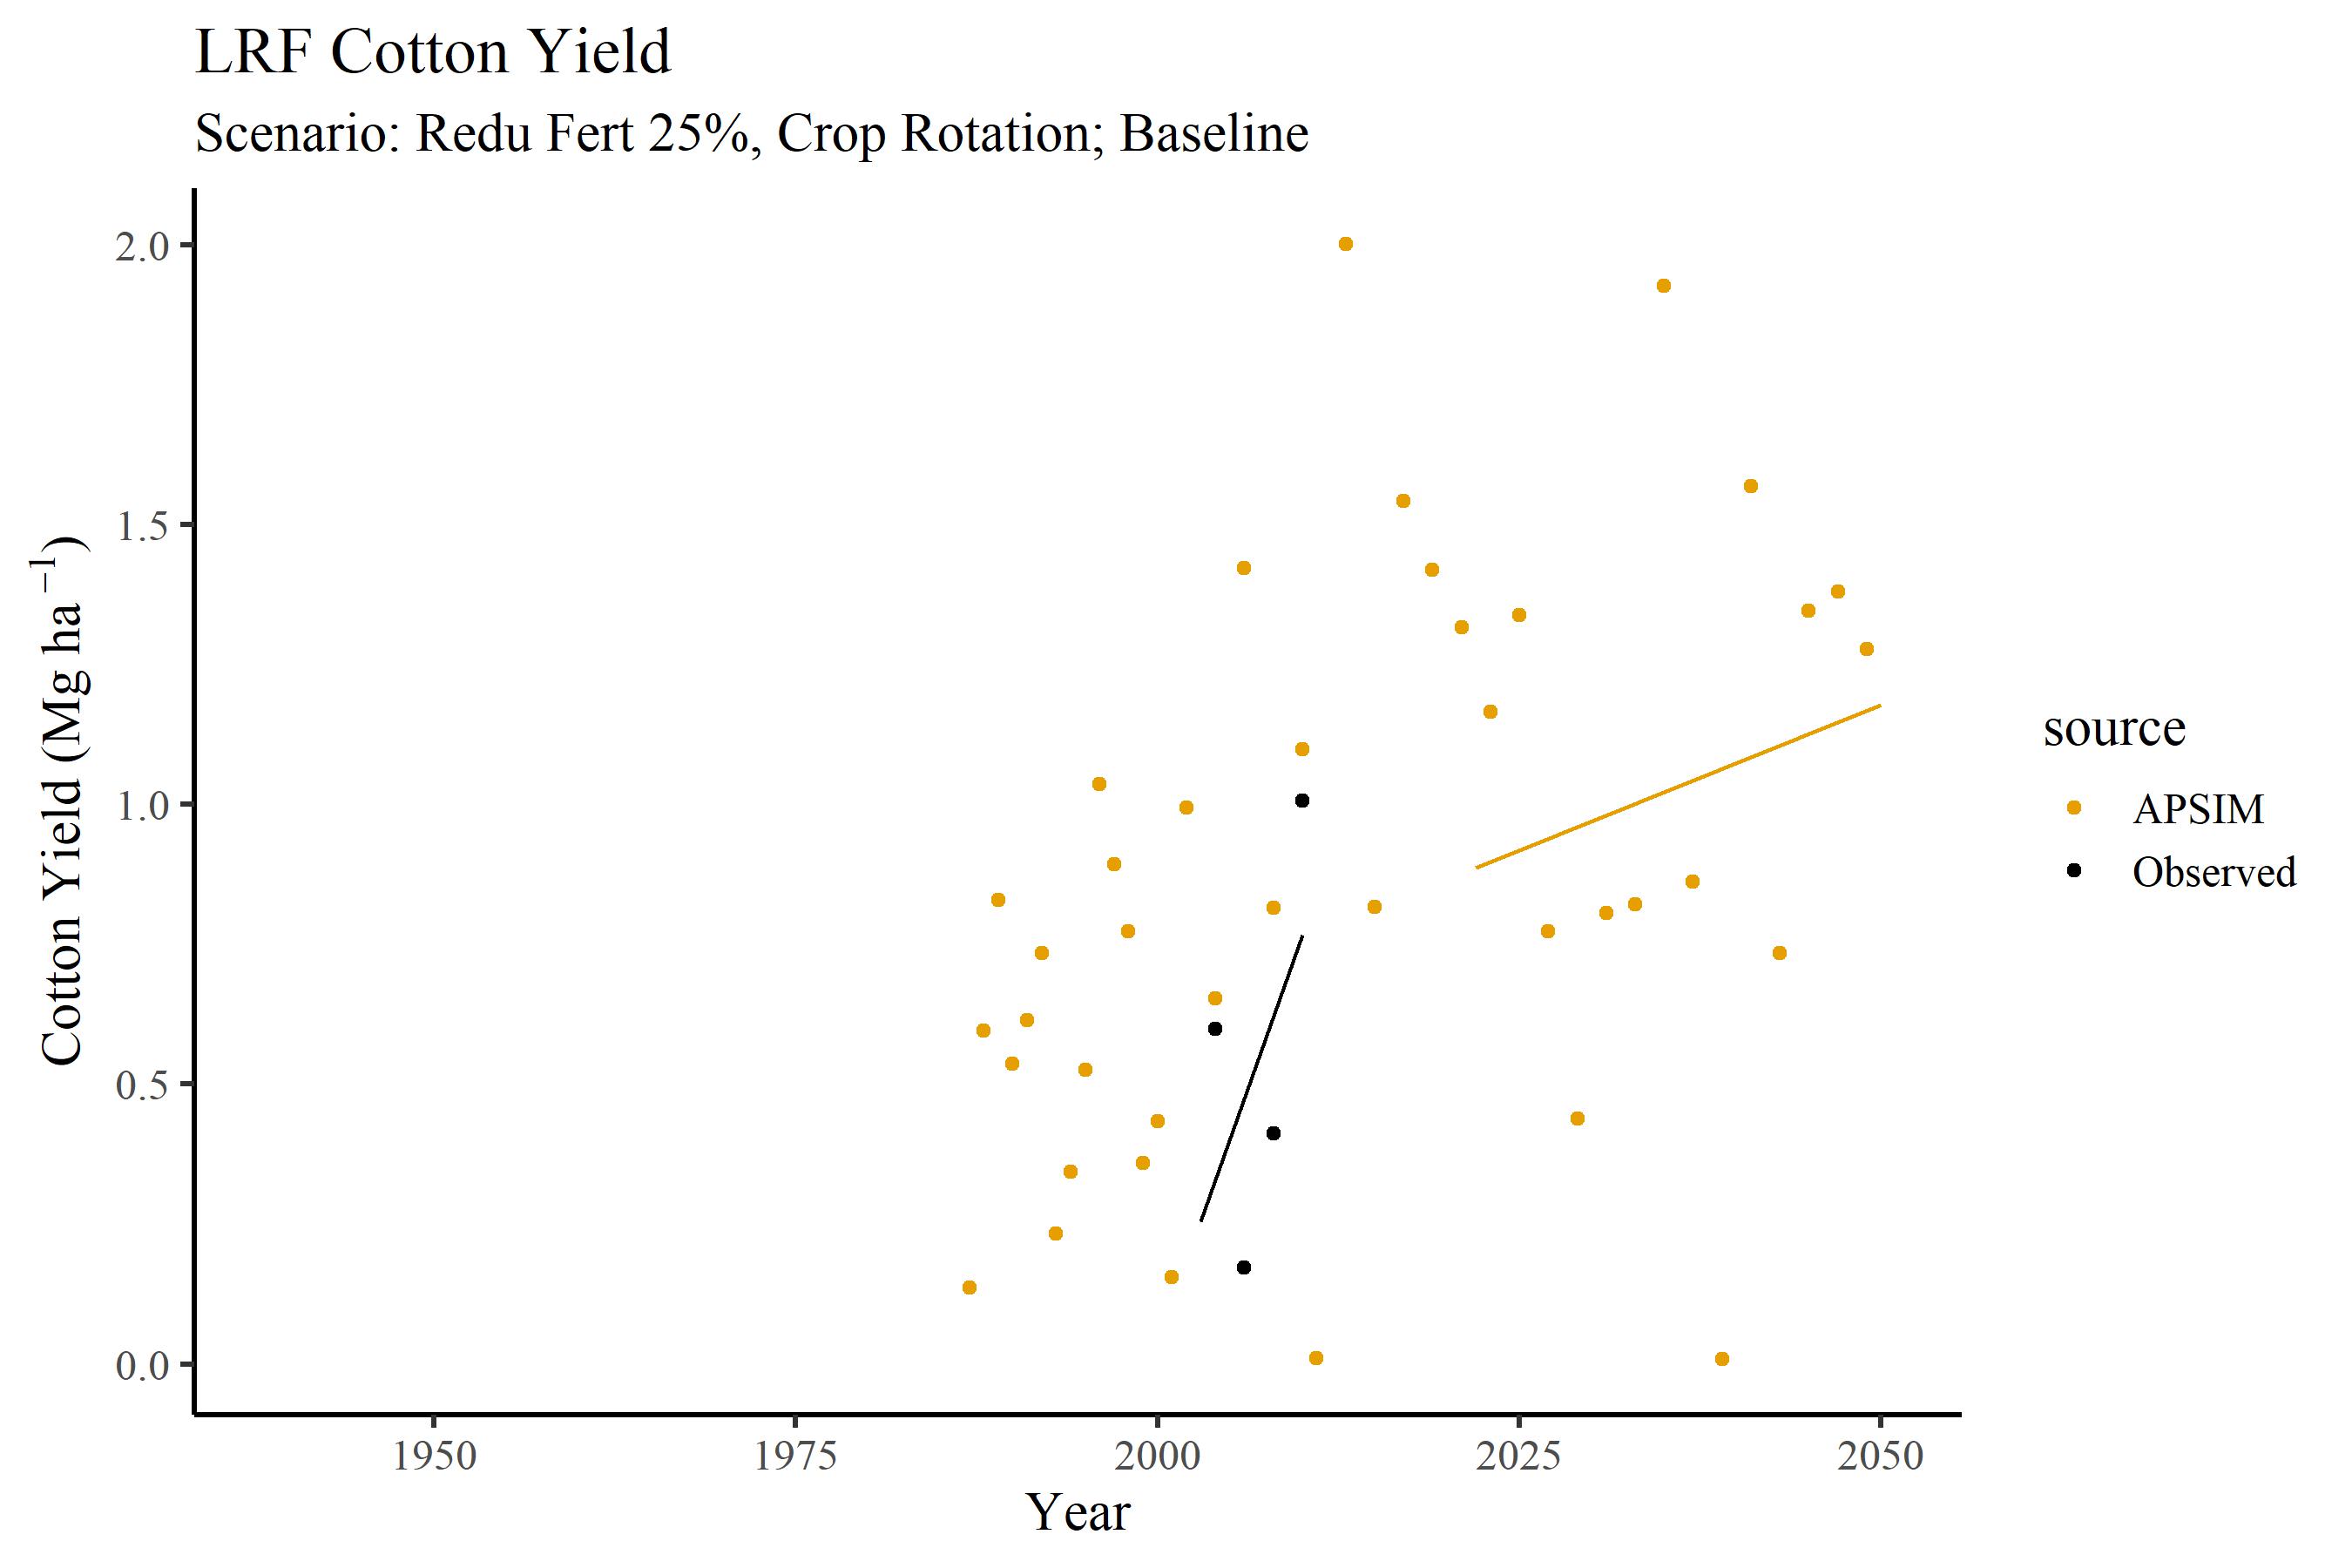 LRF Cotton Yield
Scenario: Redu Fert 25%, Crop Rotation; Baseline
Cotton Yield (Mg ha⁻¹)
2.0
1.5
1.0
0.5
0.0
1950 1975 2000 2025 2050
Year
source
APSIM
Observed